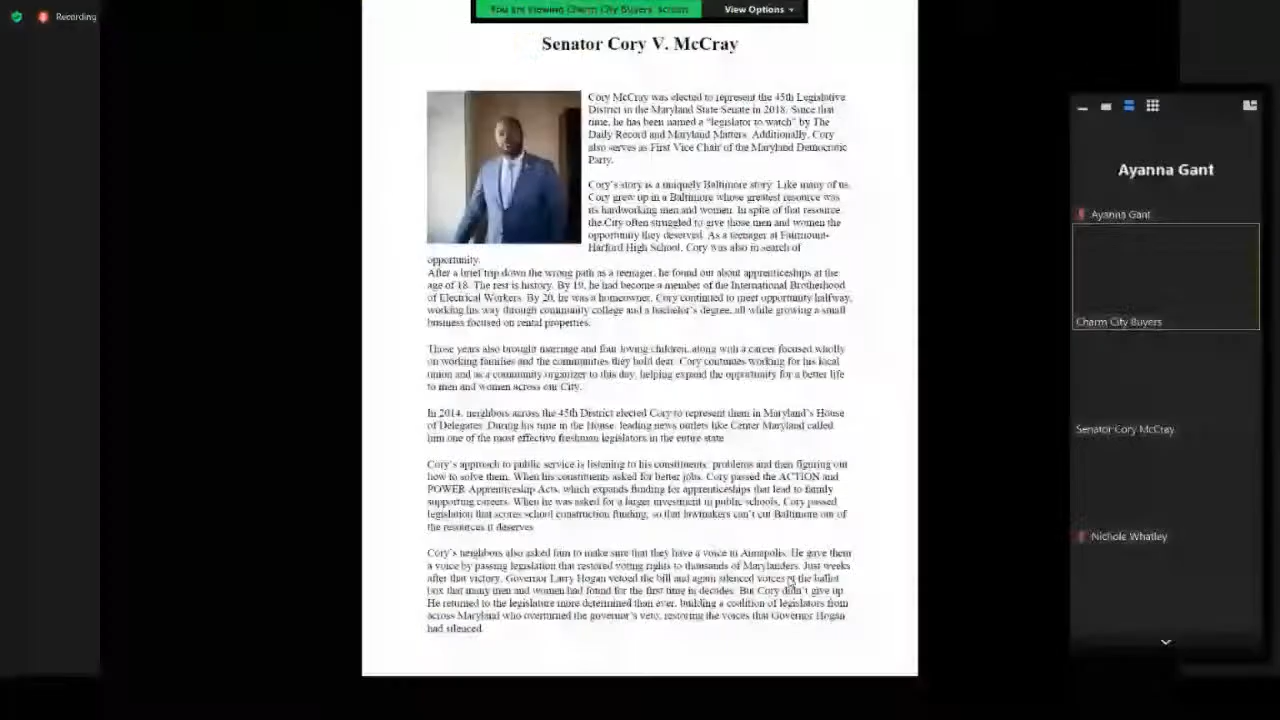 Recording
You are viewing Charm City Buyers' screen
View Options
Senator Cory V. McCray
Cory McCray was elected to represent the 45th Legislative
District in the Maryland State Senate in 2018. Since that
time, he has been named a "legislator to watch" by The
Daily Record and Maryland Matters. Additionally, Cory
also serves as First Vice Chair of the Maryland Democratic
Party.
Cory's story is a uniquely Baltimore story. Like many of us,
Cory grew up in a Baltimore whose greatest resource was
its hardworking men and women. In spite of that resource,
the City often struggled to give those men and women the
opportunity they deserved. As a teenager at Fairmount-
Harford High School, Cory was also in search of
opportunity.
After a brief trip down the wrong path as a teenager, he found out about apprenticeships at the
age of 18. The rest is history. By 19, he had become a member of the International Brotherhood
of Electrical Workers. By 20, he was a homeowner. Cory continued to meet opportunity halfway,
working his way through community college and a bachelor's degree, all while growing a small
business focused on rental properties.
Those years also brought marriage and four loving children, along with a career focused wholly
on working families and the communities they hold dear. Cory continues working for his local
union and as a community organizer to this day, helping expand the opportunity for a better life
to men and women across our City.
In 2014, neighbors across the 45th District elected Cory to represent them in Maryland's House
of Delegates. During his time in the House, leading news outlets like Center Maryland called
him one of the most effective freshman legislators in the entire state.
Cory's approach to public service is listening to his constituents' problems and then figuring out
how to solve them. When his constituents asked for better jobs, Cory passed the ACTION and
POWER Apprenticeship Acts, which expands funding for apprenticeships that lead to family
supporting careers. When he was asked for a larger investment in public schools, Cory passed
legislation that scores school construction funding, so that lawmakers can't cut Baltimore out of
the resources it deserves.
Cory's neighbors also asked him to make sure that they have a voice in Annapolis. He gave them
a voice by passing legislation that restored voting rights to thousands of Marylanders. Just weeks
after that victory, Governor Larry Hogan vetoed the bill and again silenced voices at the ballot
box that many men and women had found for the first time in decades. But Cory didn't give up.
He returned to the legislature more determined than ever, building a coalition of legislators from
across Maryland who overturned the governor's veto, restoring the voices that Governor Hogan
had silenced.
Ayanna Gant
Ayanna Gant
Charm City Buyers
Senator Cory McCray
Nichole Whatley